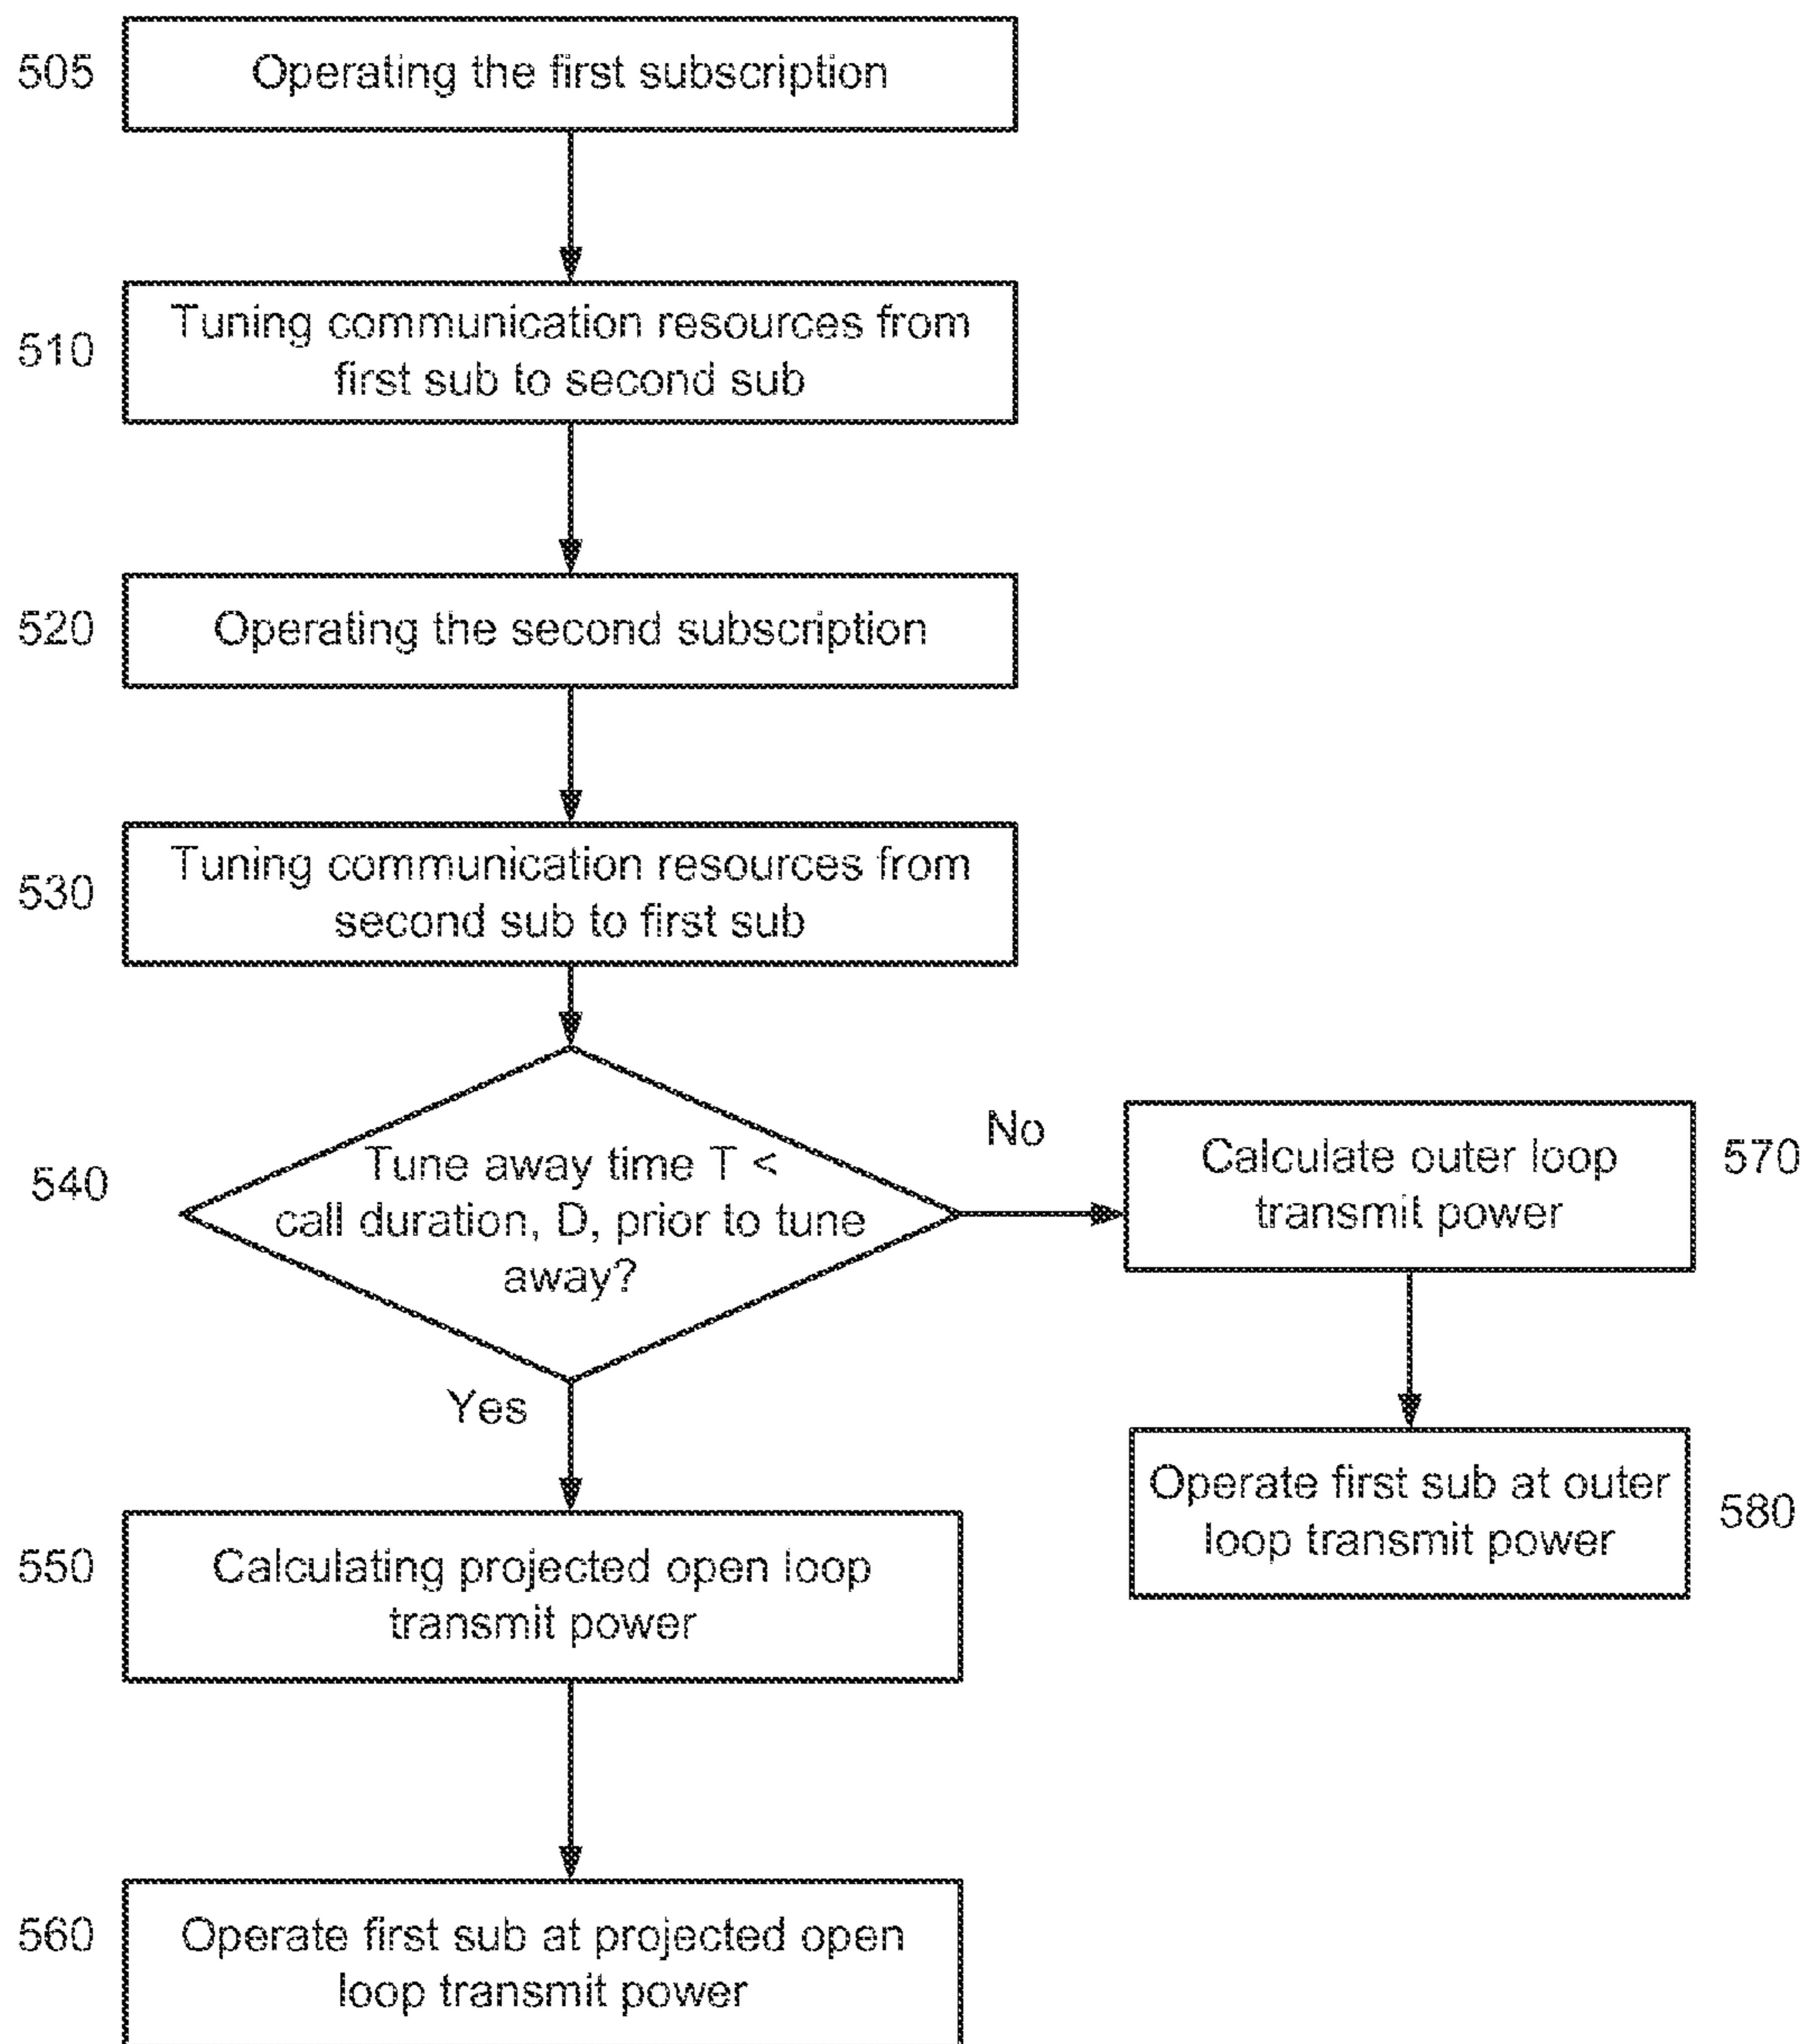 505
Operating the first subscription
510
Tuning communication resources from
first sub to second sub
520
Operating the second subscription
530
Tuning communication resources from
second sub to first sub
540
Tune away time T <
call duration, D, prior to tune
away?
No
Calculate outer loop
transmit power
570
Yes
Operate first sub at outer
loop transmit power
580
550
Calculating projected open loop
transmit power
560
Operate first sub at projected open
loop transmit power